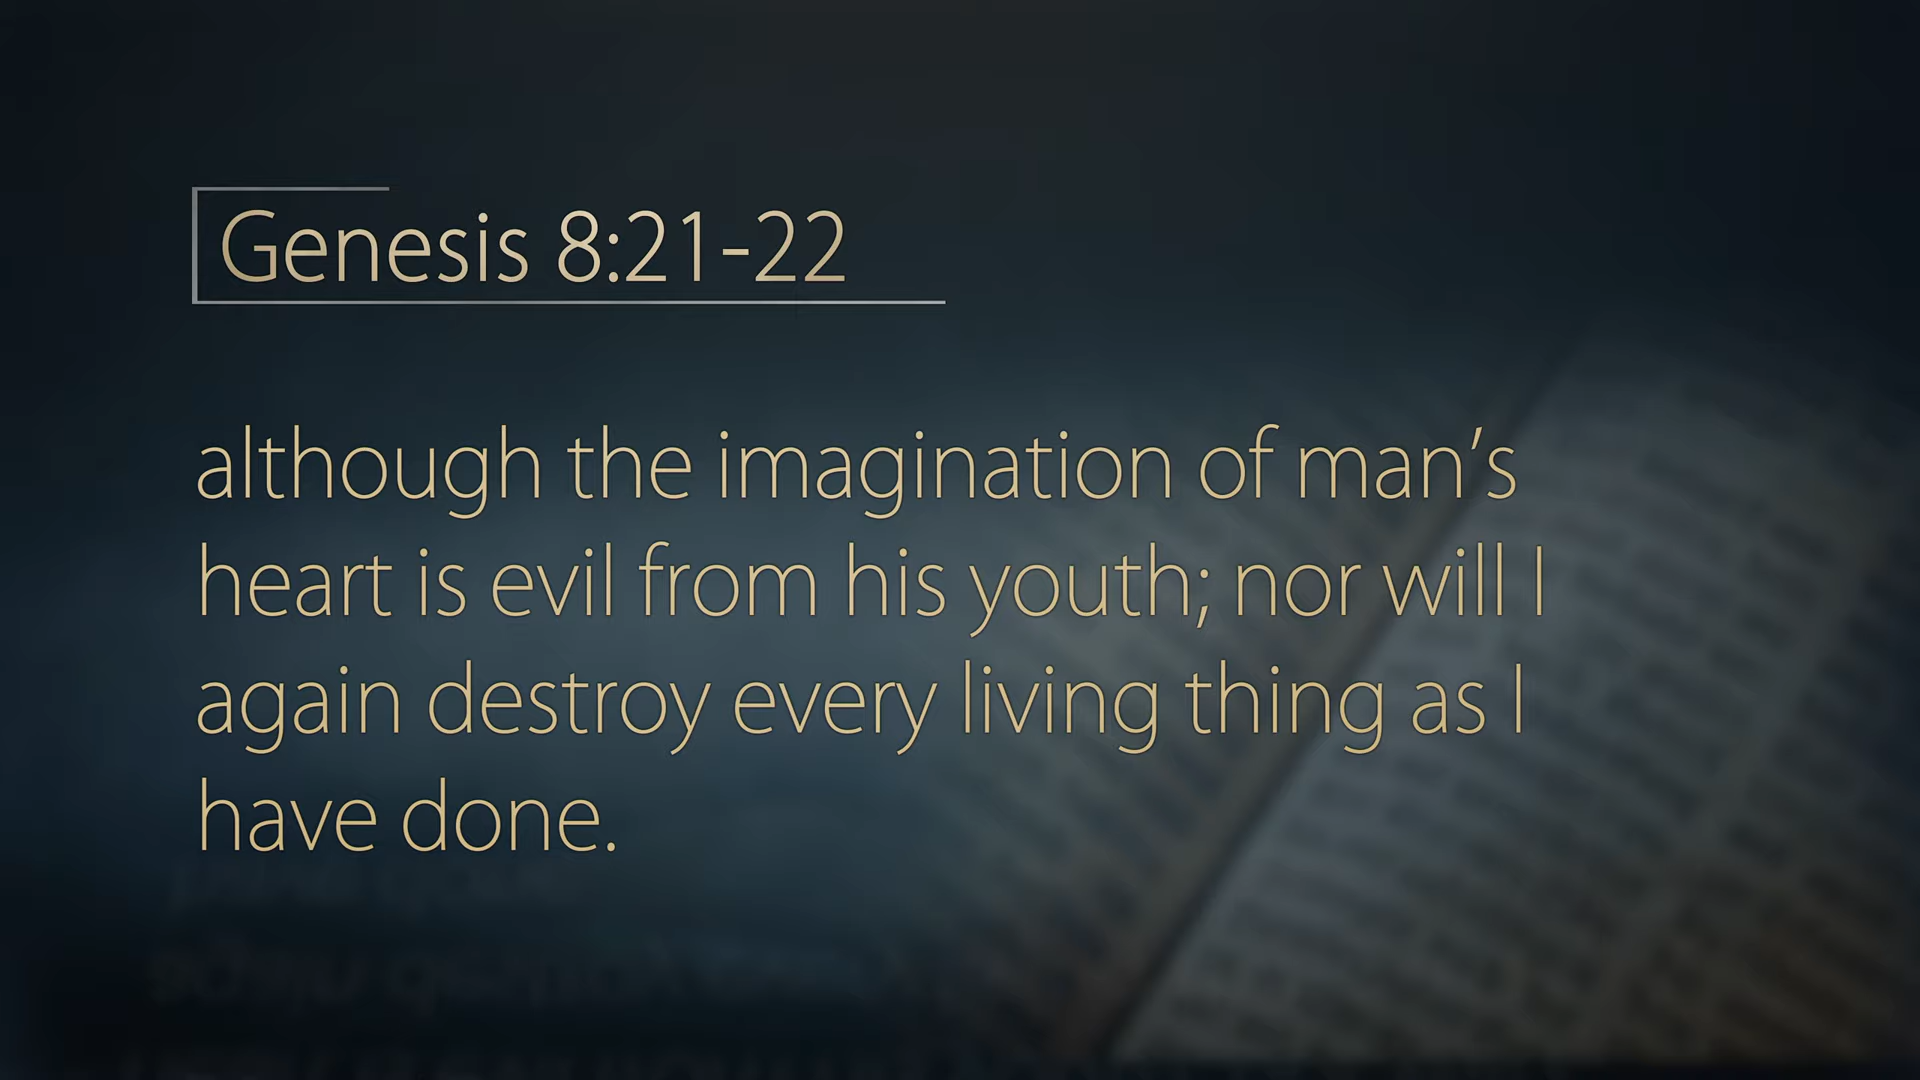 Genesis 8:21-22
although the imagination of man’s
heart is evil from his youth; nor will I
again destroy every living thing as I
have done.